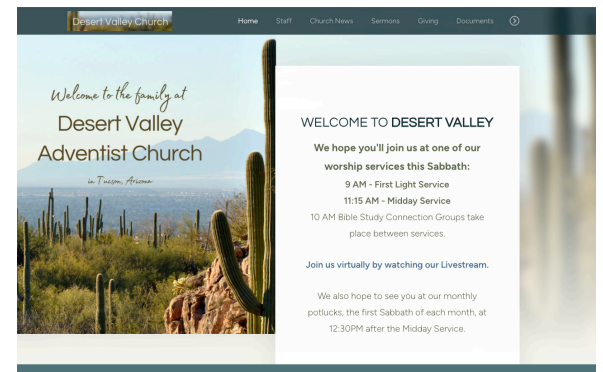 Desert Valley Church
Home Staff Church News Sermons Giving Documents
Welcome to the family at
Desert Valley
Adventist Church
in Tucson, Arizona
WELCOME TO DESERT VALLEY
We hope you'll join us at one of our
worship services this Sabbath:
9 AM - First Light Service
11:15 AM - Midday Service
10 AM Bible Study Connection Groups take
place between services.
Join us virtually by watching our Livestream.
We also hope to see you at our monthly
potlucks, the first Sabbath of each month, at
12:30PM after the Midday Service.